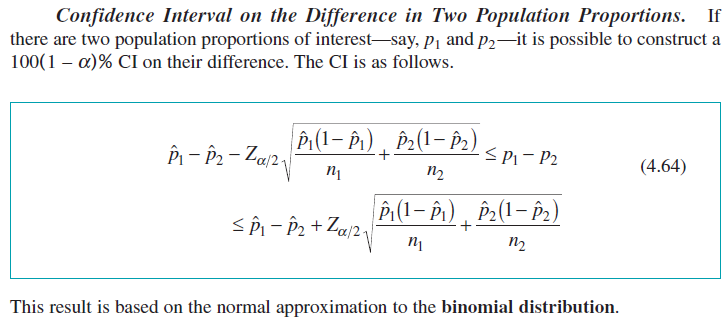 Confidence Interval on the Difference in Two Population Proportions. If
there are two population proportions of interest—say, p₁ and p₂—it is possible to construct a
100(1 – α)% CI on their difference. The CI is as follows.
p̂₁ − p̂₂ − Z_{α/2} √( p̂₁(1− p̂₁)/n₁ + p̂₂(1− p̂₂)/n₂ ) ≤ p₁ − p₂
(4.64)
≤ p̂₁ − p̂₂ + Z_{α/2} √( p̂₁(1− p̂₁)/n₁ + p̂₂(1− p̂₂)/n₂ )
This result is based on the normal approximation to the binomial distribution.